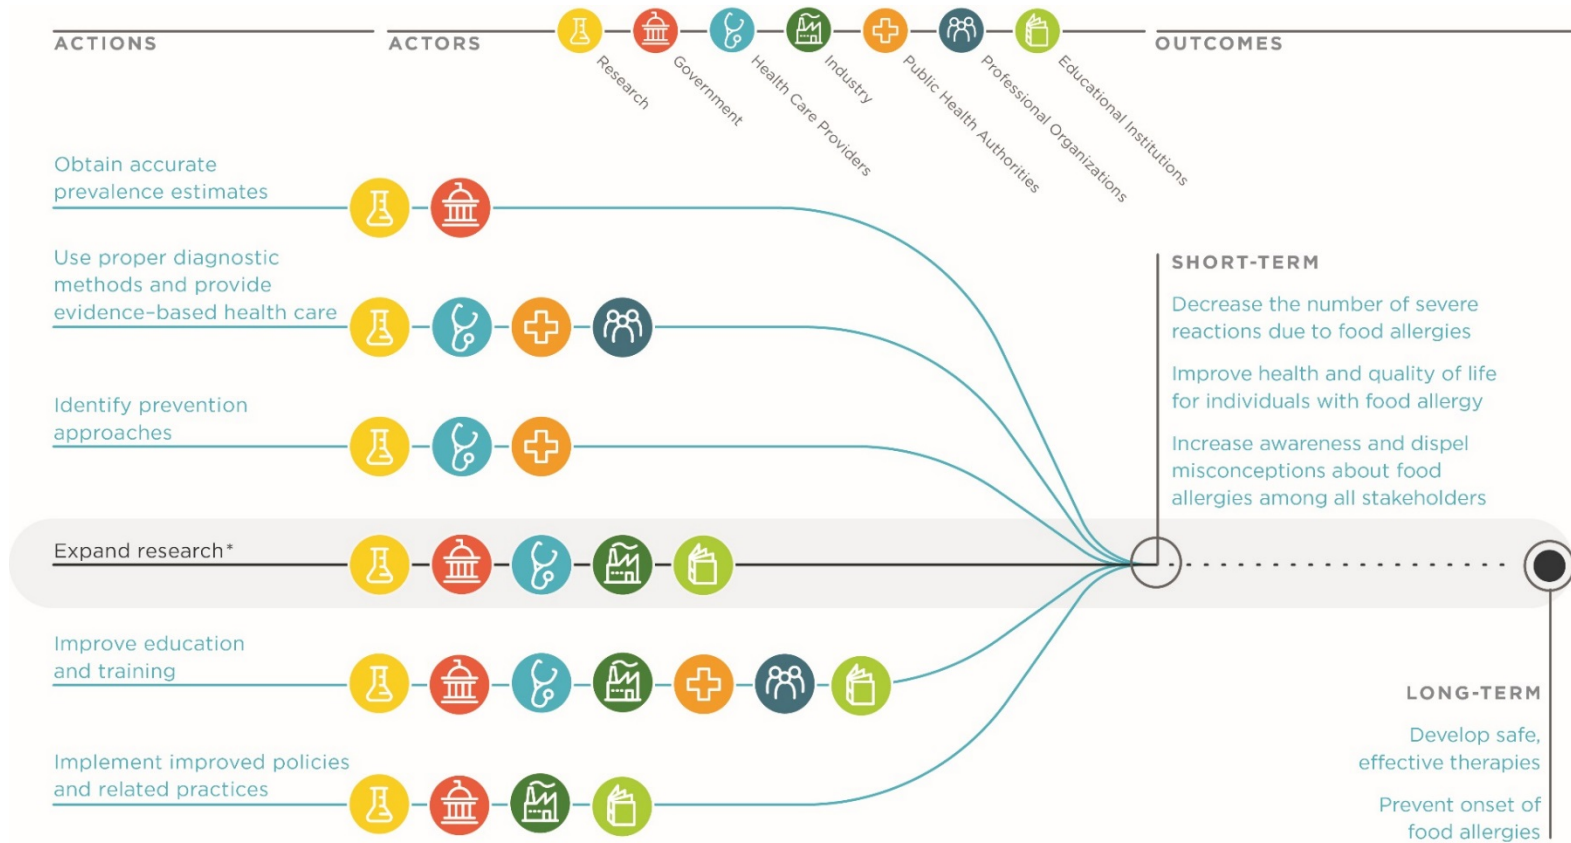 ACTIONS
ACTORS
Research
Government
Health Care Providers
Industry
Public Health Authorities
Professional Organizations
Educational Institutions
OUTCOMES
Obtain accurate
prevalence estimates
Use proper diagnostic
methods and provide
evidence–based health care
Identify prevention
approaches
Expand research*
Improve education
and training
Implement improved policies
and related practices
SHORT-TERM
Decrease the number of severe
reactions due to food allergies
Improve health and quality of life
for individuals with food allergy
Increase awareness and dispel
misconceptions about food
allergies among all stakeholders
LONG-TERM
Develop safe,
effective therapies
Prevent onset of
food allergies